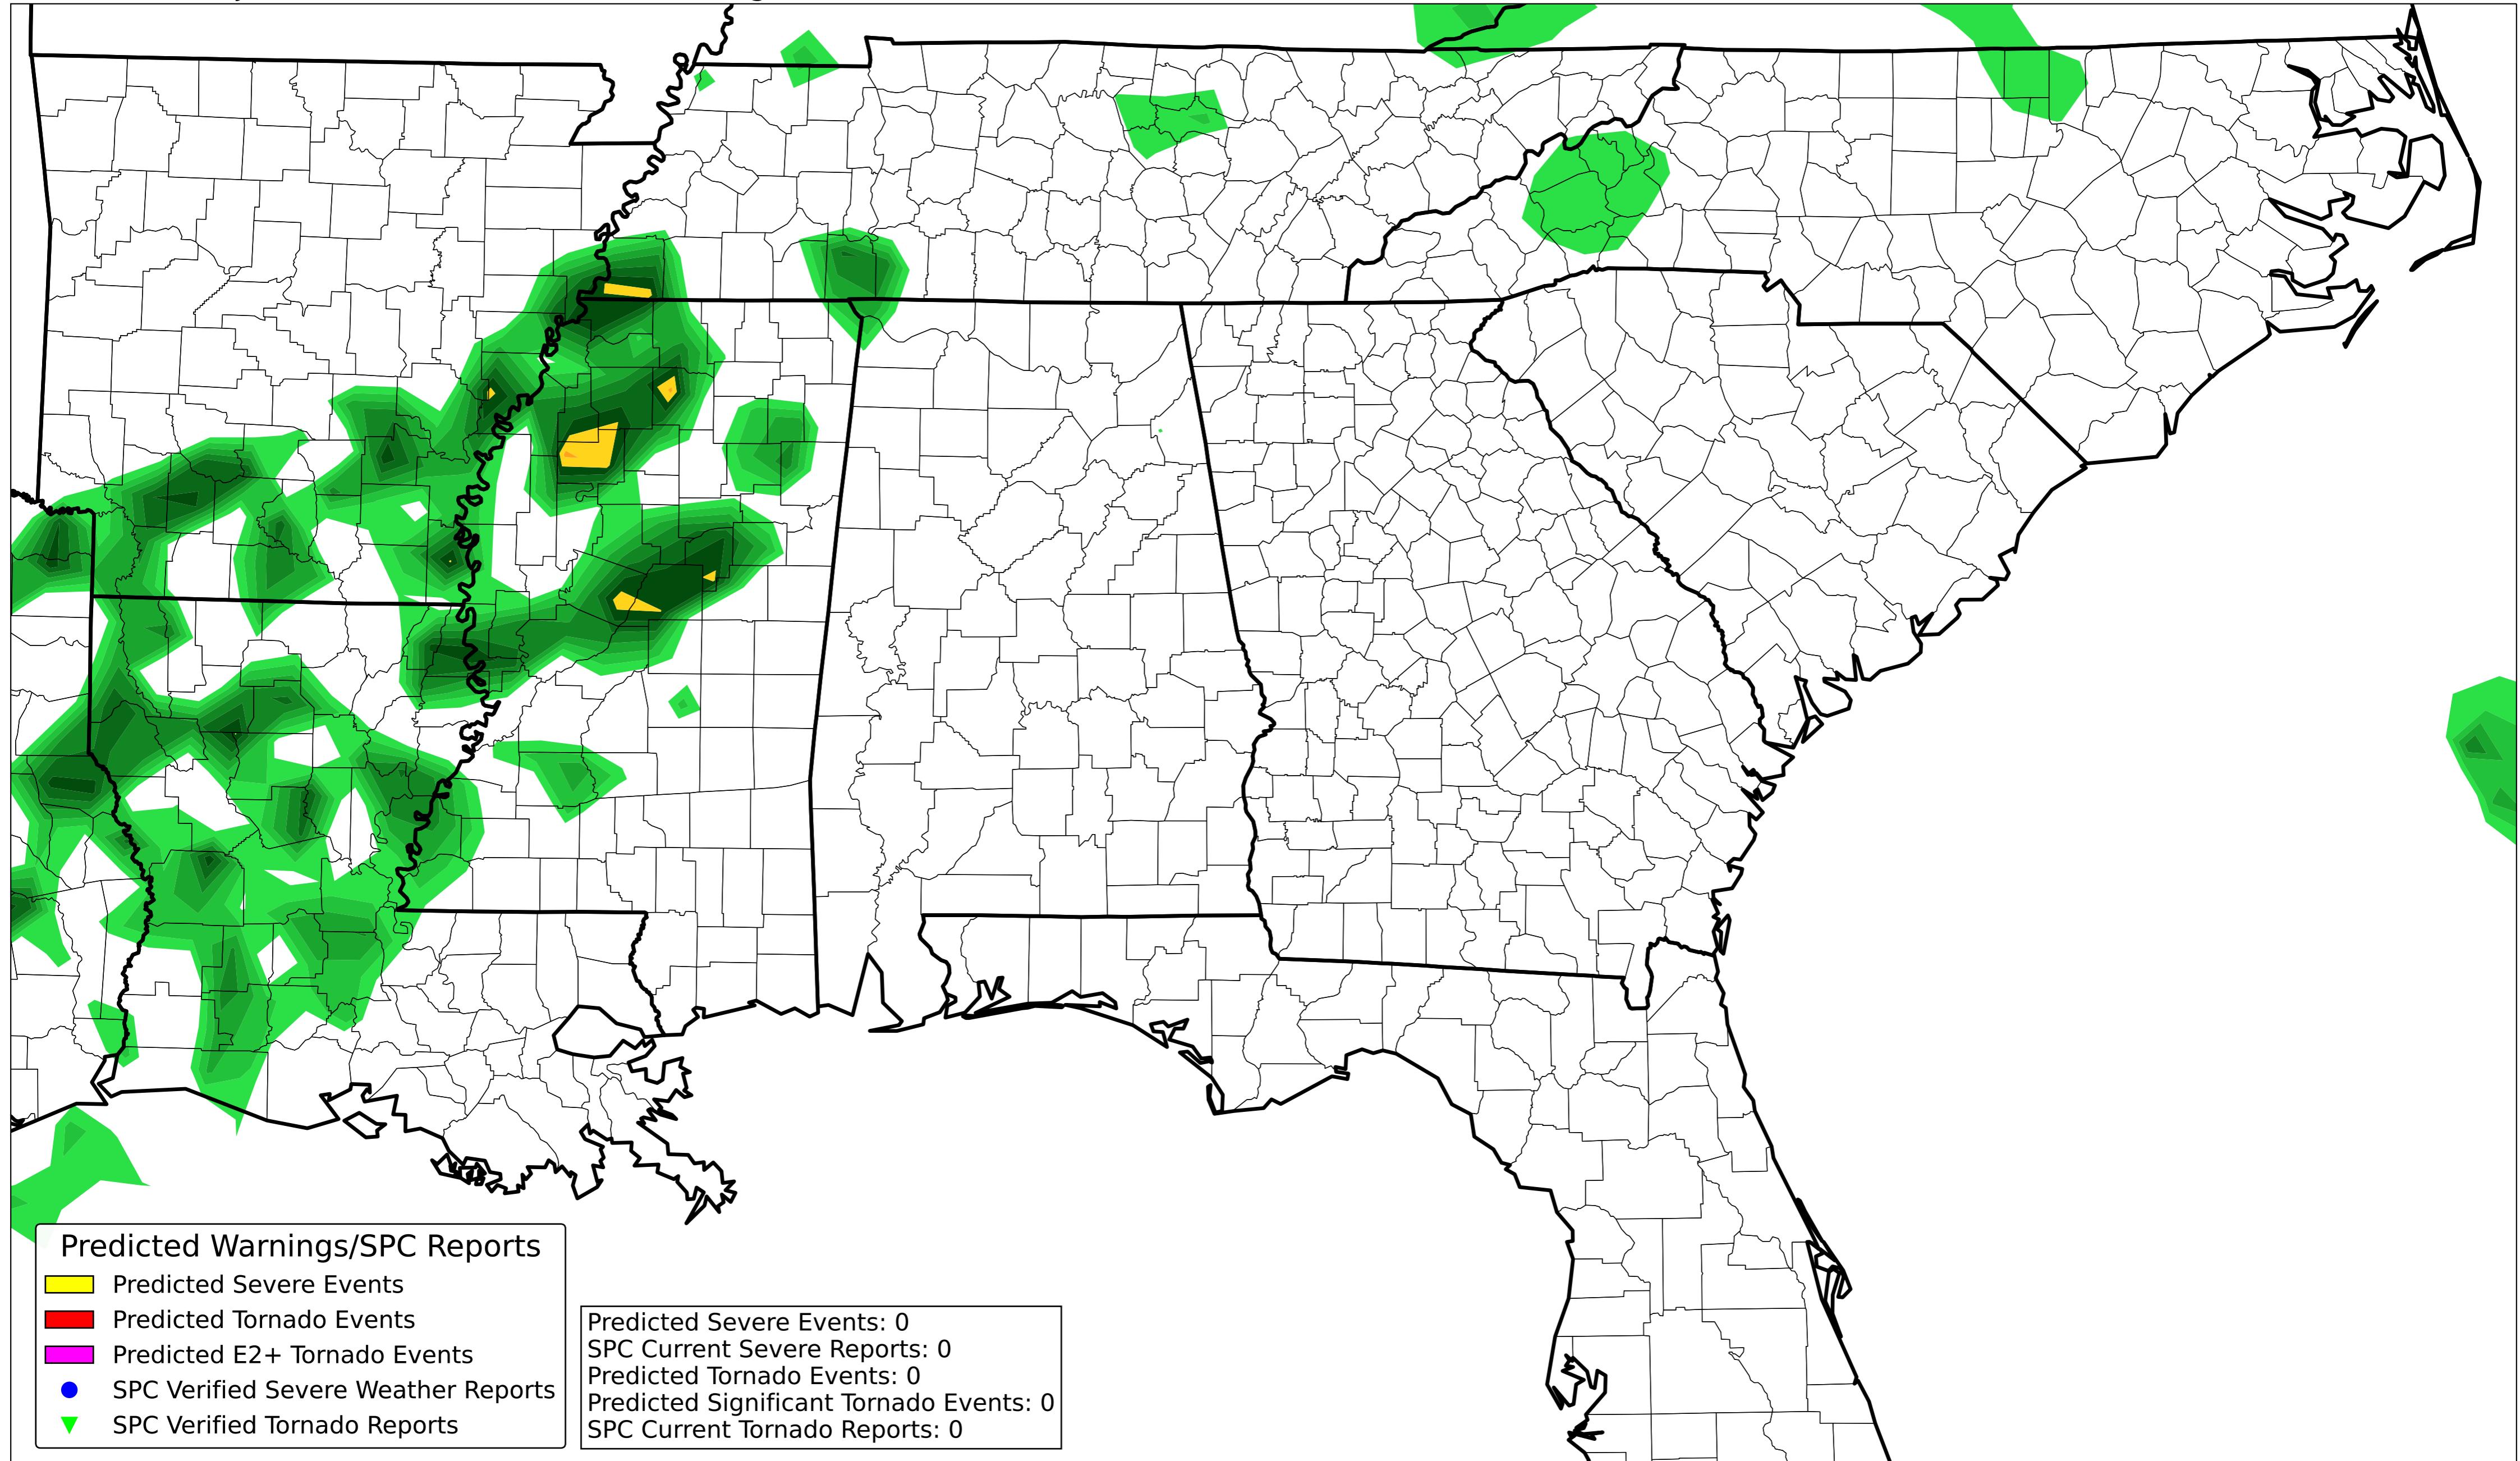 Predicted Warnings/SPC Reports
Predicted Severe Events
Predicted Tornado Events
Predicted E2+ Tornado Events
SPC Verified Severe Weather Reports
SPC Verified Tornado Reports
Predicted Severe Events: 0
SPC Current Severe Reports: 0
Predicted Tornado Events: 0
Predicted Significant Tornado Events: 0
SPC Current Tornado Reports: 0